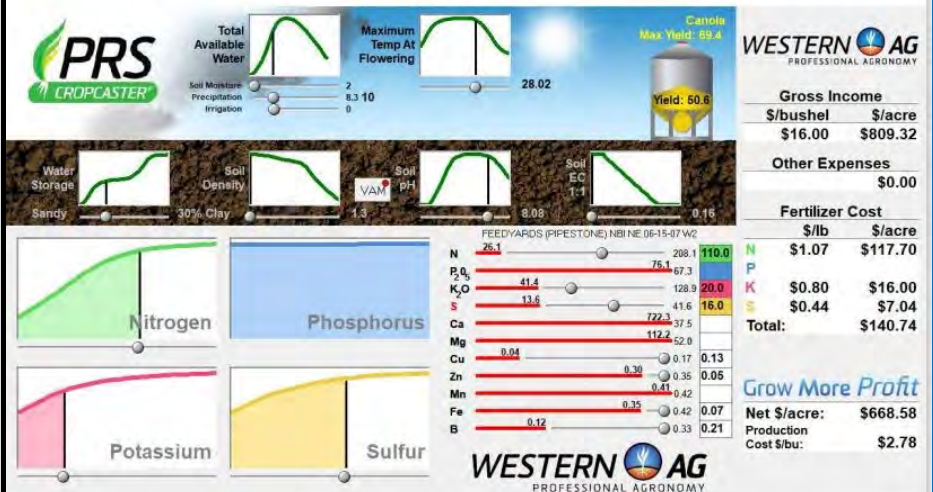 PRS
CROPCASTER®
Total
Available
Water
Maximum
Temp At
Flowering
Soil Moisture 2
Precipitation 8.3 10
Irrigation 0
28.02
Canola
Max Yield: 69.4
Yield: 50.6
WESTERN AG
PROFESSIONAL AGRONOMY
Gross Income
$/bushel $/acre
$16.00 $809.32
Other Expenses
$0.00
Fertilizer Cost
$/lb $/acre
N $1.07 $117.70
P
K $0.80 $16.00
S $0.44 $7.04
Total: $140.74
Grow More Profit
Net $/acre: $668.58
Production
Cost $/bu: $2.78
Water
Storage
Sandy 30% Clay
Soil
Density
1.3
VAM
Soil
pH
8.08
Soil
EC
1:1
0.16
Nitrogen
Phosphorus
Potassium
Sulfur
FEEDYARDS (PIPESTONE) NBI NE 06-15-07 W2
N 26.1 208.1 110.0
P2O5 76.1 67.3
K2O 41.4 128.9 20.0
S 13.6 41.6 16.0
Ca 722.3 37.5
Mg 112.2 52.0
Cu 0.04 0.17 0.13
Zn 0.30 0.35 0.05
Mn 0.41 0.42
Fe 0.35 0.42 0.07
B 0.12 0.33 0.21
WESTERN AG
PROFESSIONAL AGRONOMY